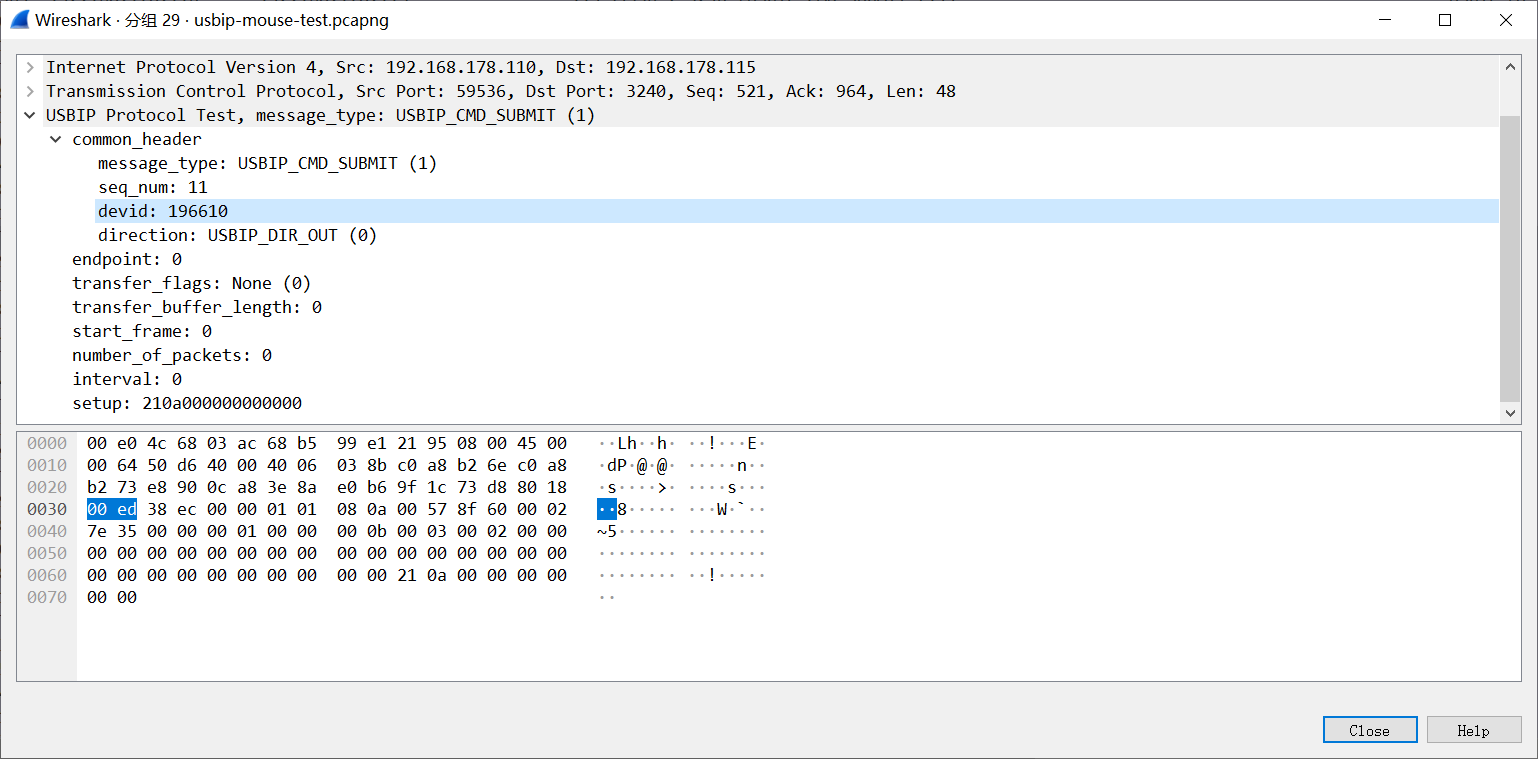 Wireshark · 分组 29 · usbip-mouse-test.pcapng
Internet Protocol Version 4, Src: 192.168.178.110, Dst: 192.168.178.115
Transmission Control Protocol, Src Port: 59536, Dst Port: 3240, Seq: 521, Ack: 964, Len: 48
USBIP Protocol Test, message_type: USBIP_CMD_SUBMIT (1)
common_header
message_type: USBIP_CMD_SUBMIT (1)
seq_num: 11
devid: 196610
direction: USBIP_DIR_OUT (0)
endpoint: 0
transfer_flags: None (0)
transfer_buffer_length: 0
start_frame: 0
number_of_packets: 0
interval: 0
setup: 210a000000000000
0000 00 e0 4c 68 03 ac 68 b5 99 e1 21 95 08 00 45 00 ··Lh··h· ··!···E·
0010 00 64 50 d6 40 00 40 06 03 8b c0 a8 b2 6e c0 a8 ·dP·@·@· ·····n··
0020 b2 73 e8 90 0c a8 3e 8a e0 b6 9f 1c 73 d8 80 18 ·s····>· ····s···
0030 00 ed 38 ec 00 00 01 01 08 0a 00 57 8f 60 00 02 ··8····· ···W·`··
0040 7e 35 00 00 00 01 00 00 00 0b 00 03 00 02 00 00 ~5······ ········
0050 00 00 00 00 00 00 00 00 00 00 00 00 00 00 00 00 ········ ········
0060 00 00 00 00 00 00 00 00 00 00 21 0a 00 00 00 00 ········ ··!·····
0070 00 00 ··
Close Help